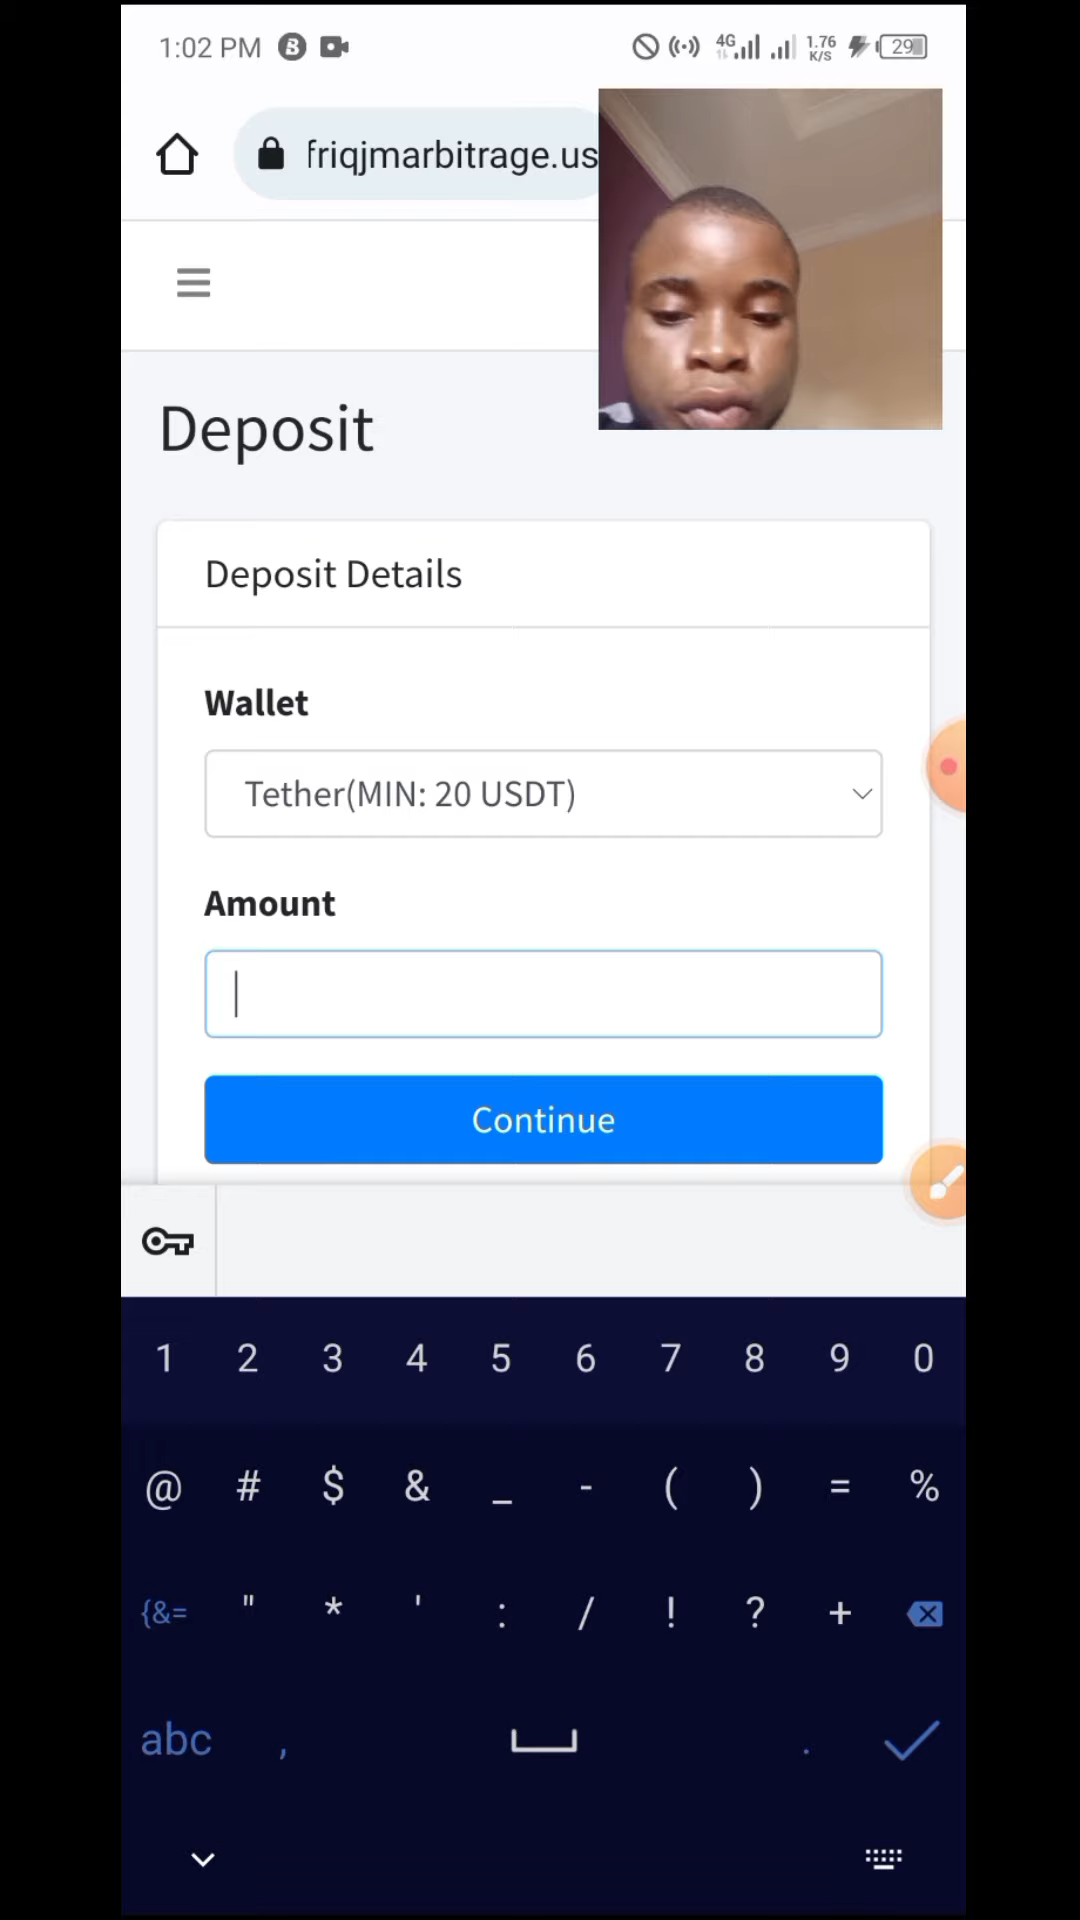 1:02 PM
4G
1.76
K/S
29
friqjmarbitrage.us
Deposit
Deposit Details
Wallet
Tether(MIN: 20 USDT)
Amount
Continue
1 2 3 4 5 6 7 8 9 0
@ # $ & _ - ( ) = %
{&= " * ' : / ! ? +
abc , .